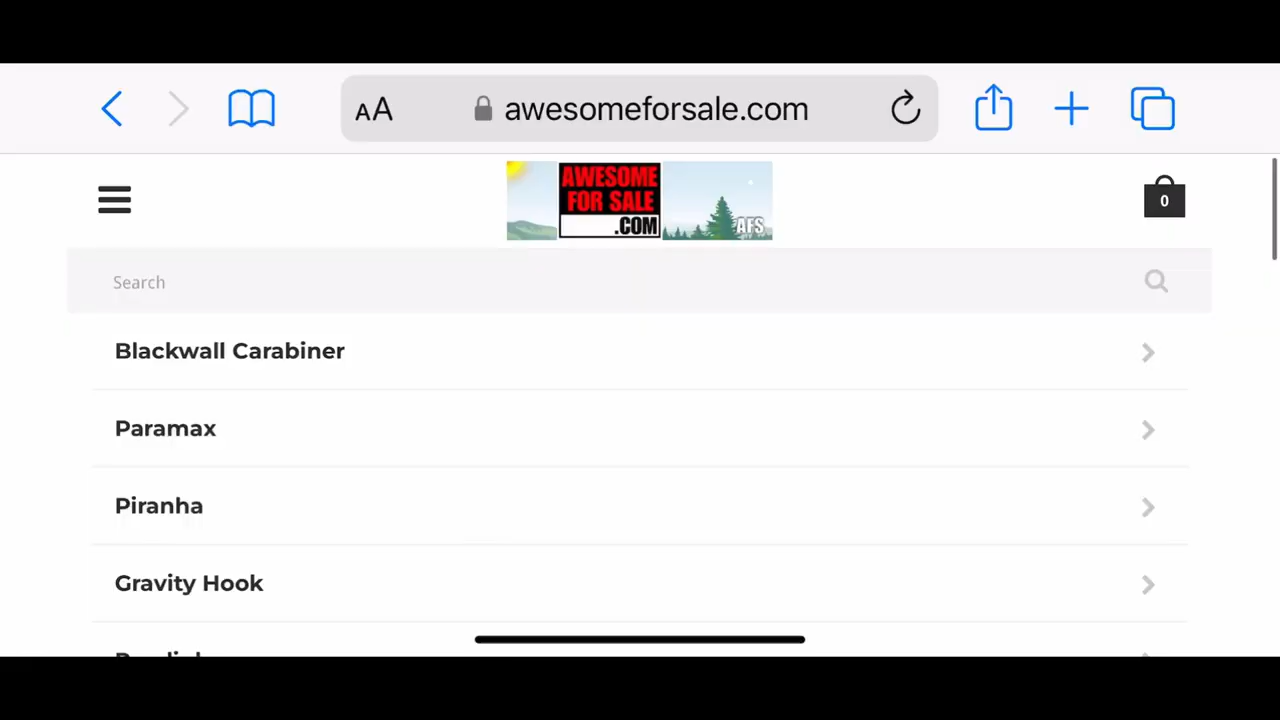 AA awesomeforsale.com
AWESOME
FOR SALE
.COM
AFS
0
Search
Blackwall Carabiner
Paramax
Piranha
Gravity Hook